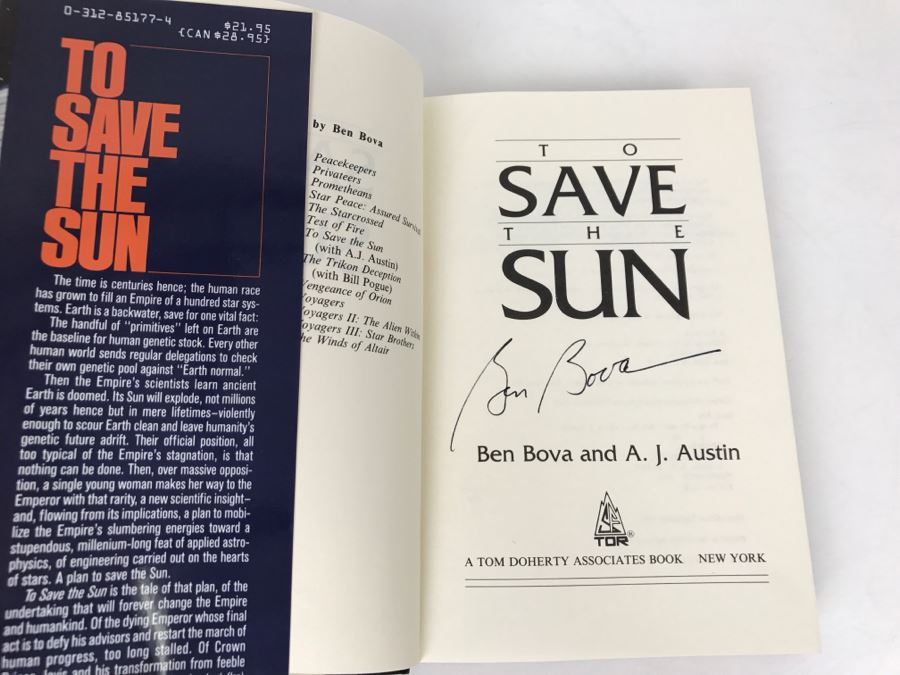 0-312-85177-4
$21.95
{CAN $28.95}
TO
SAVE
THE
SUN
The time is centuries hence; the human race
has grown to fill an Empire of a hundred star sys-
tems. Earth is a backwater, save for one vital fact:
The handful of "primitives" left on Earth are
the baseline for human genetic stock. Every other
human world sends regular delegations to check
their own genetic pool against "Earth normal."
Then the Empire's scientists learn ancient
Earth is doomed. Its Sun will explode, not millions
of years hence but in mere lifetimes–violently
enough to scour Earth clean and leave humanity's
genetic future adrift. Their official position, all
too typical of the Empire's stagnation, is that
nothing can be done. Then, over massive opposi-
tion, a single young woman makes her way to the
Emperor with that rarity, a new scientific insight–
and, flowing from its implications, a plan to mobi-
lize the Empire's slumbering energies toward a
stupendous, millenium-long feat of applied astro-
physics, of engineering carried out on the hearts
of stars. A plan to save the Sun.
To Save the Sun is the tale of that plan, of the
undertaking that will forever change the Empire
and humankind. Of the dying Emperor whose final
act is to defy his advisors and restart the march of
human progress, too long stalled. Of Crown
and his transformation from feeble
by Ben Bova
Peacekeepers
Privateers
Prometheans
Star Peace: Assured
The Starcrossed
Test of Fire
To Save the Sun
(with A.J. Austin)
The Trikon Deception
(with Bill Pogue)
Vengeance of Orion
Voyagers
Voyagers II: The Alien
Voyagers III: Star Brothers
The Winds of Altair
TO
SAVE
THE
SUN
Ben Bova
Ben Bova and A. J. Austin
TOR®
A TOM DOHERTY ASSOCIATES BOOK NEW YORK